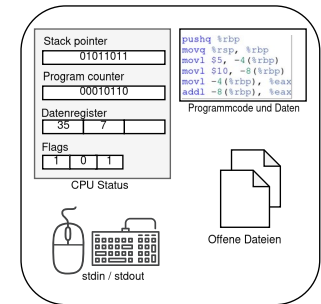 Stack pointer
01011011
Program counter
00010110
Datenregister
35 7
Flags
1 0 1
CPU Status
pushq %rbp
movq %rsp, %rbp
movl $5, -4(%rbp)
movl $10, -8(%rbp)
movl -4(%rbp), %eax
addl -8(%rbp), %eax
Programmcode und Daten
Offene Dateien
stdin / stdout